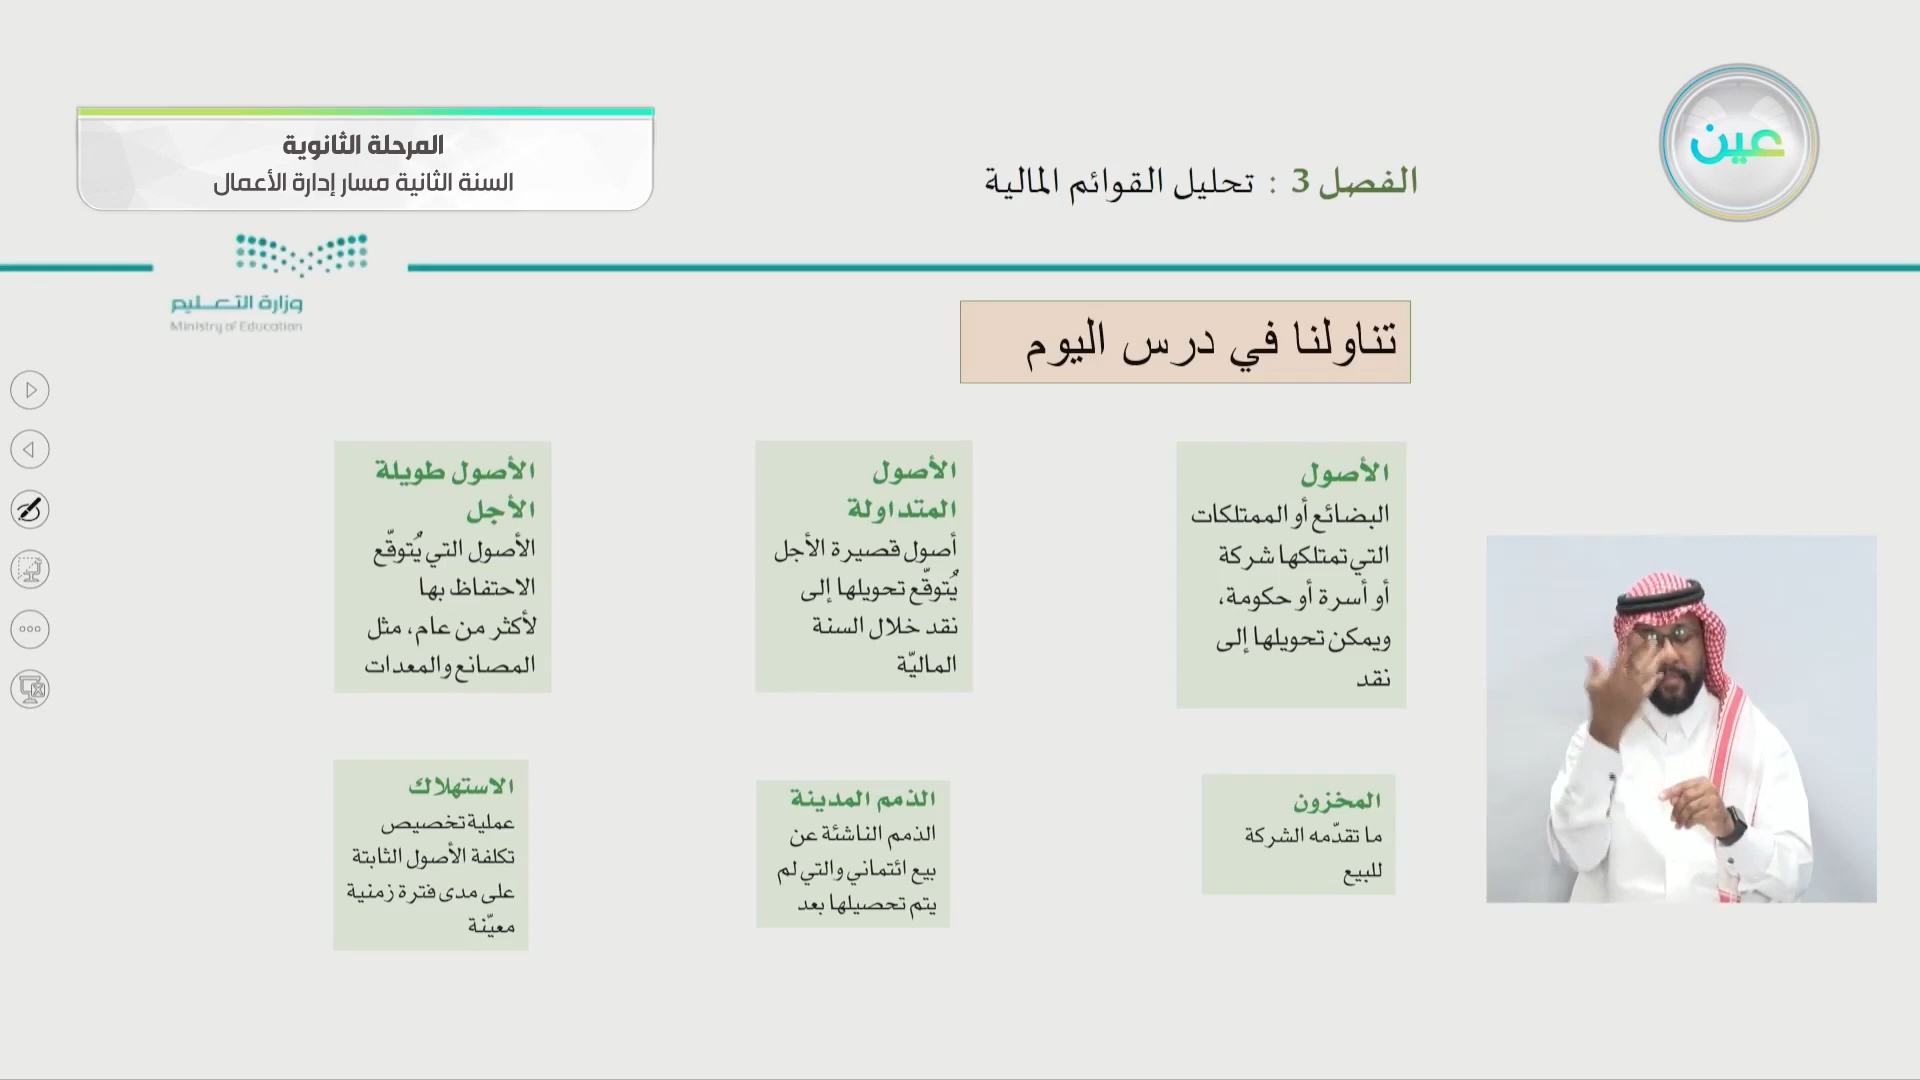 عين
المرحلة الثانوية
السنة الثانية مسار إدارة الأعمال
الفصل 3 : تحليل القوائم المالية
وزارة التعليم
Ministry of Education
تناولنا في درس اليوم
الأصول
البضائع أو الممتلكات
التي تمتلكها شركة
أو أسرة أو حكومة،
ويمكن تحويلها إلى
نقد
الأصول
المتداولة
أصول قصيرة الأجل
يُتوقّع تحويلها إلى
نقد خلال السنة
الماليّة
الأصول طويلة
الأجل
الأصول التي يُتوقّع
الاحتفاظ بها
لأكثر من عام، مثل
المصانع والمعدات
المخزون
ما تقدّمه الشركة
للبيع
الذمم المدينة
الذمم الناشئة عن
بيع ائتماني والتي لم
يتم تحصيلها بعد
الاستهلاك
عملية تخصيص
تكلفة الأصول الثابتة
على مدى فترة زمنية
معيّنة